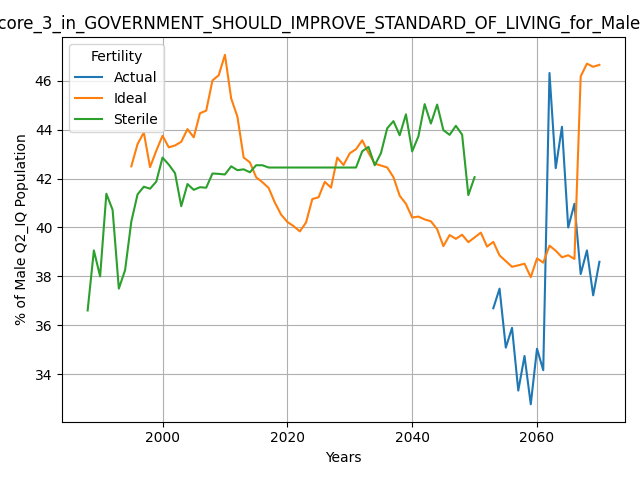 core_3_in_GOVERNMENT_SHOULD_IMPROVE_STANDARD_OF_LIVING_for_Male
Fertility
Actual
Ideal
Sterile
% of Male Q2_IQ Population
46
44
42
40
38
36
34
2000
2020
2040
2060
Years